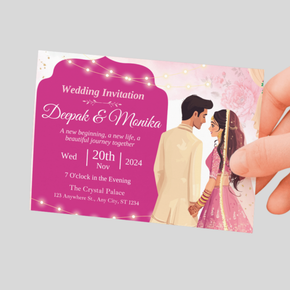 Wedding Invitation
Deepak & Monika
A new beginning, a new life, a
beautiful journey together
Wed
20th
Nov
2024
7 O'clock in the Evening
The Crystal Palace
123 Anywhere St., Any City, ST 1234